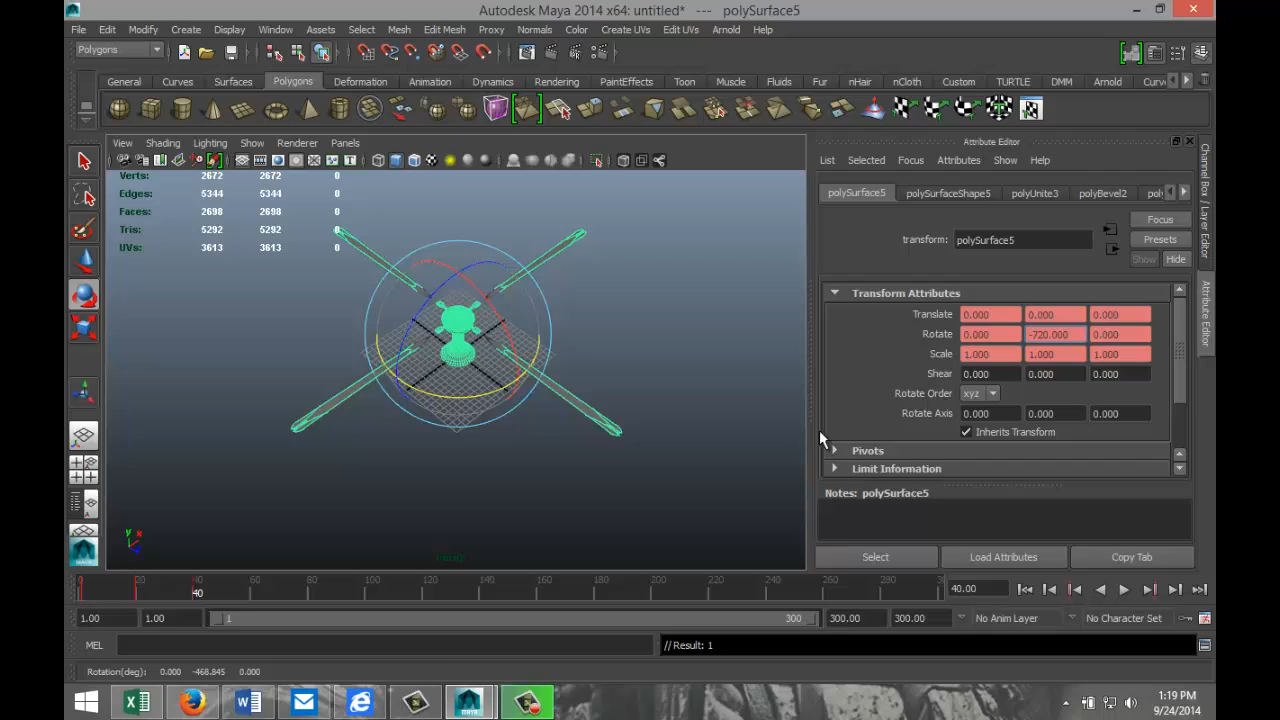 Autodesk Maya 2014 x64: untitled* --- polySurface5
File Edit Modify Create Display Window Assets Select Mesh Edit Mesh Proxy Normals Color Create UVs Edit UVs Arnold Help
Polygons
General Curves Surfaces Polygons Deformation Animation Dynamics Rendering PaintEffects Toon Muscle Fluids Fur nHair nCloth Custom TURTLE DMM Arnold Curv
View Shading Lighting Show Renderer Panels
Verts: 2672 2672 0
Edges: 5344 5344 0
Faces: 2698 2698 0
Tris: 5292 5292 0
UVs: 3613 3613 0
y x
Attribute Editor
List Selected Focus Attributes Show Help
polySurface5 polySurfaceShape5 polyUnite3 polyBevel2 pol
transform: polySurface5
Focus
Presets
Show Hide
Transform Attributes
Translate 0.000 0.000 0.000
Rotate 0.000 -720.000 0.000
Scale 1.000 1.000 1.000
Shear 0.000 0.000 0.000
Rotate Order xyz
Rotate Axis 0.000 0.000 0.000
Inherits Transform
Pivots
Limit Information
Notes: polySurface5
Select Load Attributes Copy Tab
Channel Box / Layer Editor
Attribute Editor
20 40 60 80 100 120 140 160 180 200 220 240 260 280
40
40.00
1.00 1.00 1 300 300.00 300.00 No Anim Layer No Character Set
MEL // Result: 1
Rotation(deg): 0.000 -468.845 0.000
1:19 PM
9/24/2014